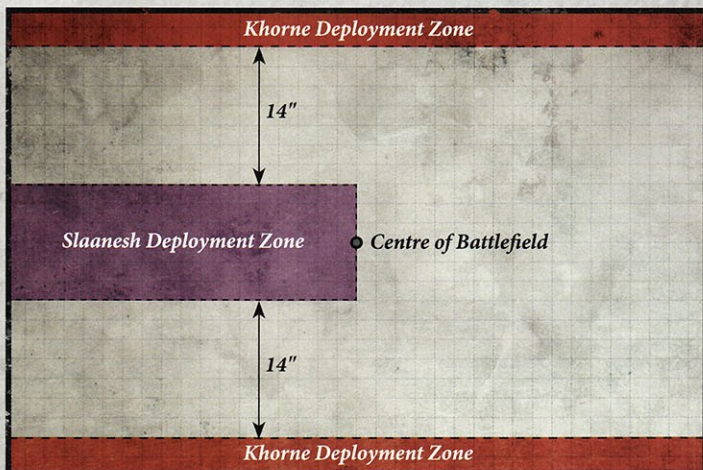 Khorne Deployment Zone
14"
Slaanesh Deployment Zone
Centre of Battlefield
14"
Khorne Deployment Zone